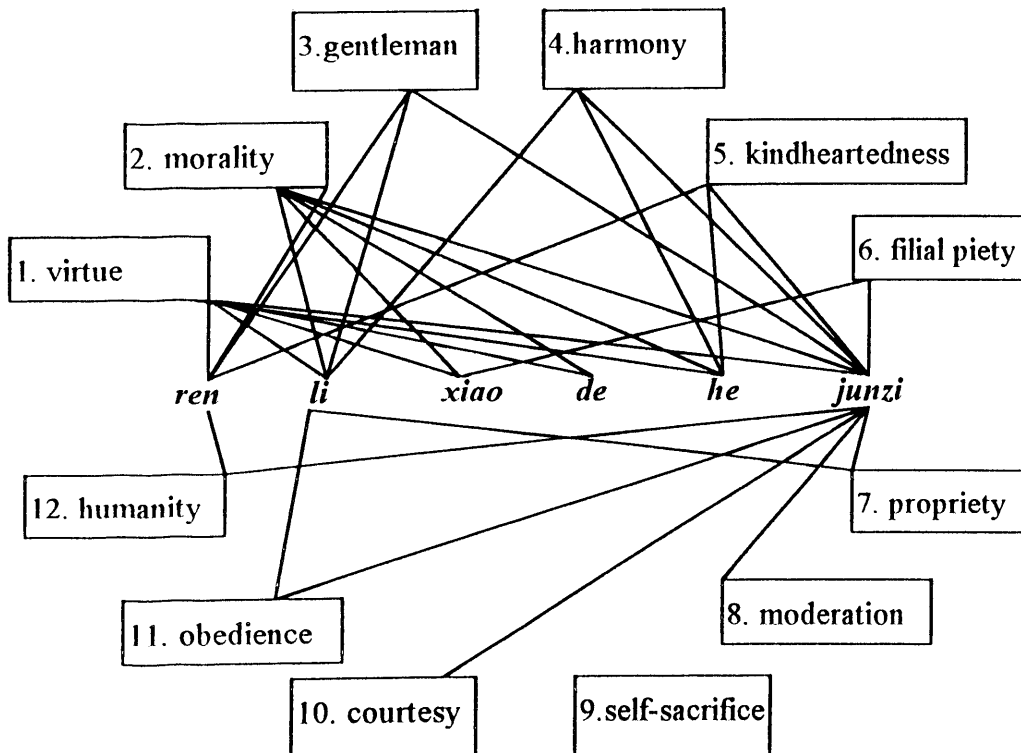 3.gentleman
4.harmony
2. morality
5. kindheartedness
1. virtue
6. filial piety
ren li xiao de he junzi
12. humanity
7. propriety
11. obedience
8. moderation
10. courtesy
9.self-sacrifice